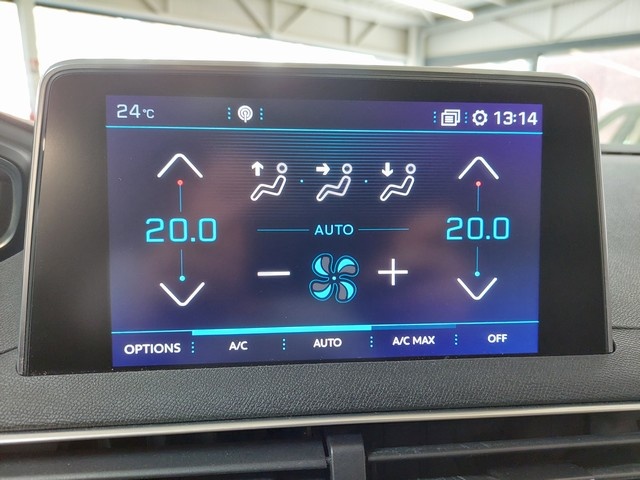 24°C 13:14
20.0 AUTO 20.0
OPTIONS A/C AUTO A/C MAX OFF